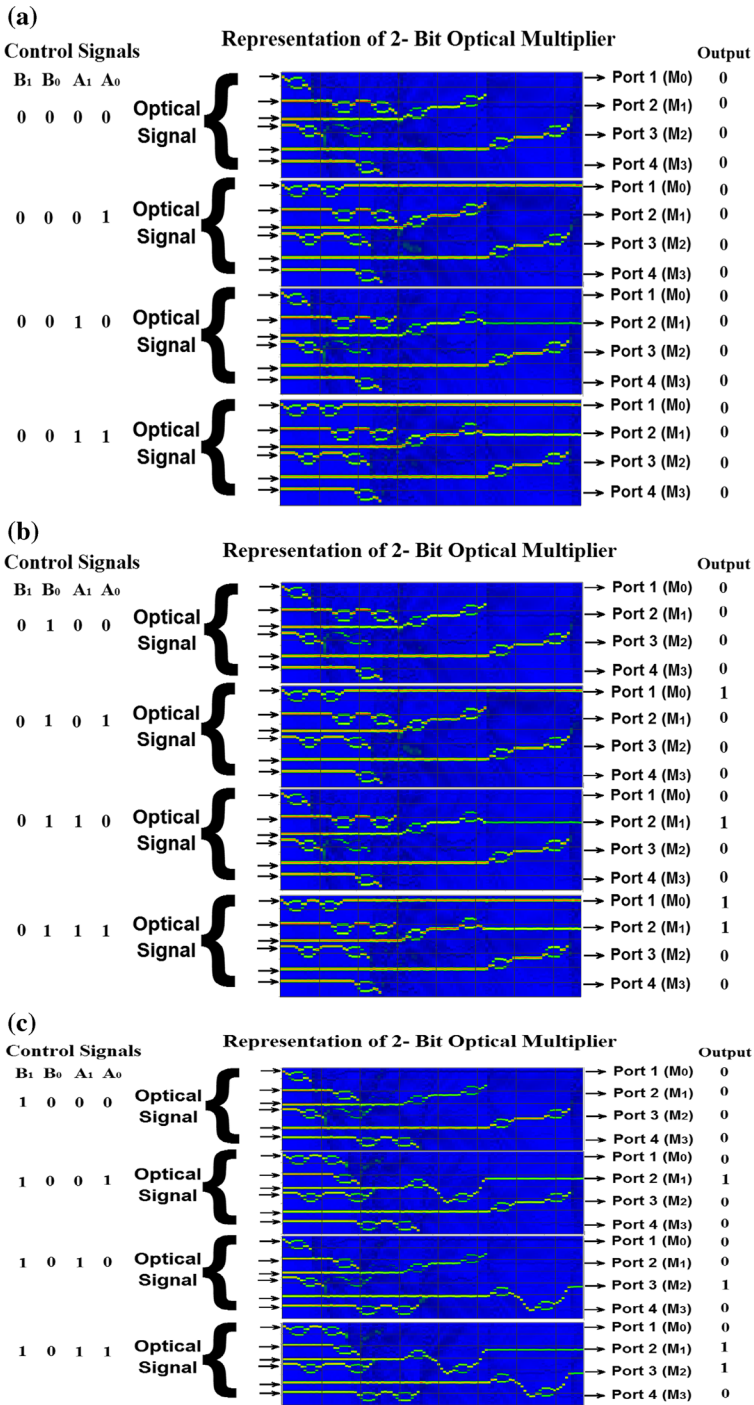 (a)
Representation of 2- Bit Optical Multiplier
Control Signals
Output
B1 B0 A1 A0
0 0 0 0
Optical Signal
Port 1 (M0) 0
Port 2 (M1) 0
Port 3 (M2) 0
Port 4 (M3) 0
0 0 0 1
Optical Signal
Port 1 (M0) 0
Port 2 (M1) 0
Port 3 (M2) 0
Port 4 (M3) 0
0 0 1 0
Optical Signal
Port 1 (M0) 0
Port 2 (M1) 0
Port 3 (M2) 0
Port 4 (M3) 0
0 0 1 1
Optical Signal
Port 1 (M0) 0
Port 2 (M1) 0
Port 3 (M2) 0
Port 4 (M3) 0
(b)
Representation of 2- Bit Optical Multiplier
Control Signals
Output
B1 B0 A1 A0
0 1 0 0
Optical Signal
Port 1 (M0) 0
Port 2 (M1) 0
Port 3 (M2) 0
Port 4 (M3) 0
0 1 0 1
Optical Signal
Port 1 (M0) 1
Port 2 (M1) 0
Port 3 (M2) 0
Port 4 (M3) 0
0 1 1 0
Optical Signal
Port 1 (M0) 0
Port 2 (M1) 1
Port 3 (M2) 0
Port 4 (M3) 0
0 1 1 1
Optical Signal
Port 1 (M0) 1
Port 2 (M1) 1
Port 3 (M2) 0
Port 4 (M3) 0
(c)
Representation of 2- Bit Optical Multiplier
Control Signals
Output
B1 B0 A1 A0
1 0 0 0
Optical Signal
Port 1 (M0) 0
Port 2 (M1) 0
Port 3 (M2) 0
Port 4 (M3) 0
1 0 0 1
Optical Signal
Port 1 (M0) 0
Port 2 (M1) 1
Port 3 (M2) 0
Port 4 (M3) 0
1 0 1 0
Optical Signal
Port 1 (M0) 0
Port 2 (M1) 0
Port 3 (M2) 1
Port 4 (M3) 0
1 0 1 1
Optical Signal
Port 1 (M0) 0
Port 2 (M1) 1
Port 3 (M2) 1
Port 4 (M3) 0